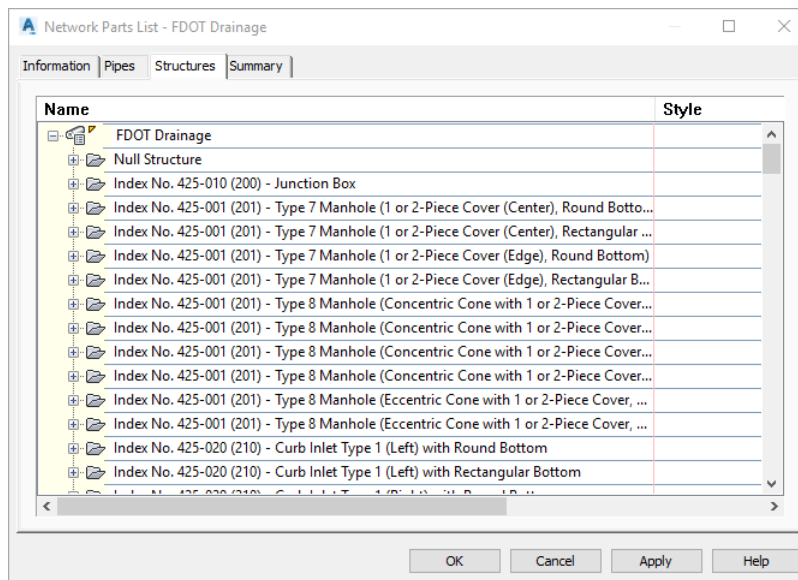 Network Parts List - FDOT Drainage
Information Pipes Structures Summary
Name Style
FDOT Drainage
Null Structure
Index No. 425-010 (200) - Junction Box
Index No. 425-001 (201) - Type 7 Manhole (1 or 2-Piece Cover (Center), Round Botto...
Index No. 425-001 (201) - Type 7 Manhole (1 or 2-Piece Cover (Center), Rectangular ...
Index No. 425-001 (201) - Type 7 Manhole (1 or 2-Piece Cover (Edge), Round Bottom)
Index No. 425-001 (201) - Type 7 Manhole (1 or 2-Piece Cover (Edge), Rectangular B...
Index No. 425-001 (201) - Type 8 Manhole (Concentric Cone with 1 or 2-Piece Cover...
Index No. 425-001 (201) - Type 8 Manhole (Concentric Cone with 1 or 2-Piece Cover...
Index No. 425-001 (201) - Type 8 Manhole (Concentric Cone with 1 or 2-Piece Cover...
Index No. 425-001 (201) - Type 8 Manhole (Concentric Cone with 1 or 2-Piece Cover...
Index No. 425-001 (201) - Type 8 Manhole (Eccentric Cone with 1 or 2-Piece Cover, ...
Index No. 425-001 (201) - Type 8 Manhole (Eccentric Cone with 1 or 2-Piece Cover, ...
Index No. 425-020 (210) - Curb Inlet Type 1 (Left) with Round Bottom
Index No. 425-020 (210) - Curb Inlet Type 1 (Left) with Rectangular Bottom
OK Cancel Apply Help